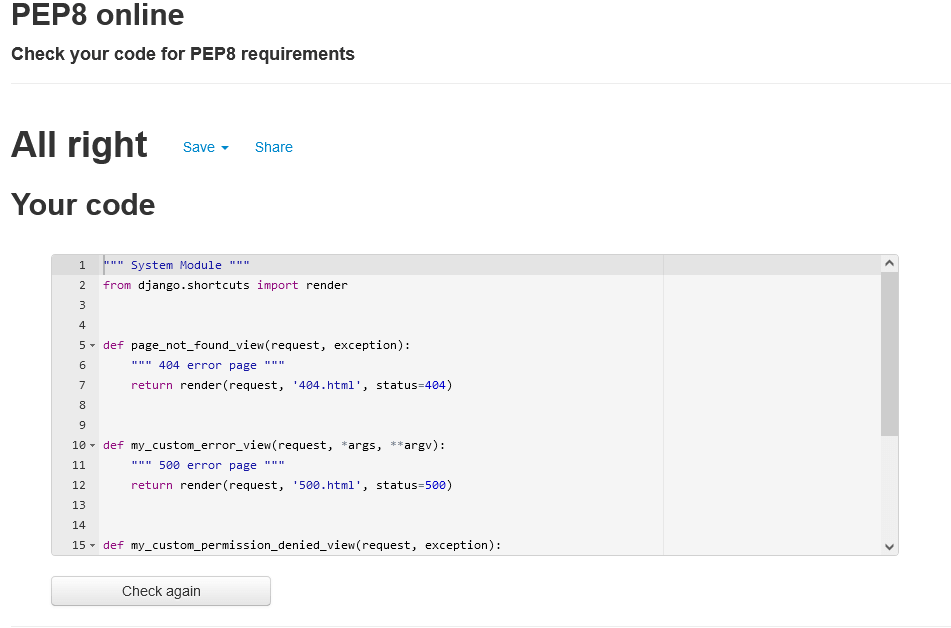 PEP8 online
Check your code for PEP8 requirements
All right Save Share
Your code
1 """ System Module """
2 from django.shortcuts import render
3
4
5 def page_not_found_view(request, exception):
6     """ 404 error page """
7     return render(request, '404.html', status=404)
8
9
10 def my_custom_error_view(request, *args, **argv):
11     """ 500 error page """
12     return render(request, '500.html', status=500)
13
14
15 def my_custom_permission_denied_view(request, exception):
Check again